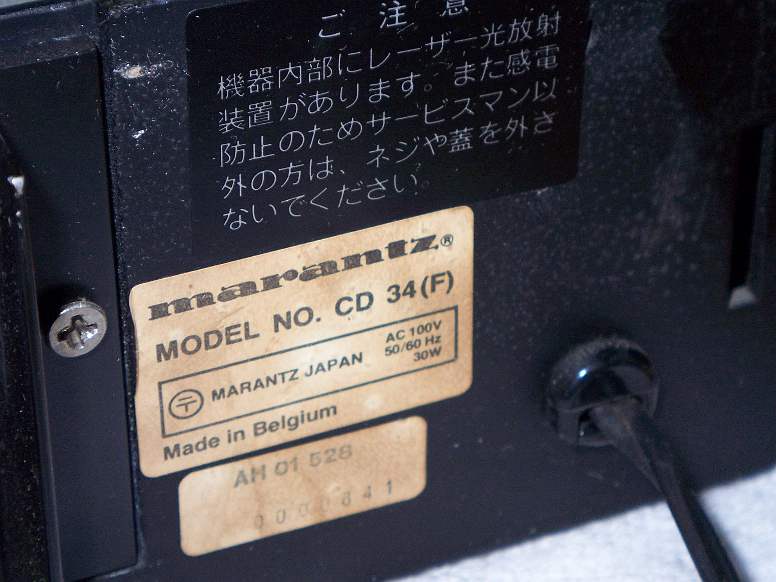 ご注意
機器内部にレーザー光放射
装置があります。また感電
防止のためサービスマン以
外の方は、ネジや蓋を外さ
ないでください。
marantz®
MODEL NO. CD 34(F)
〒 MARANTZ JAPAN
AC 100V
50/60 Hz
30W
Made in Belgium
AH 01 528
0000841